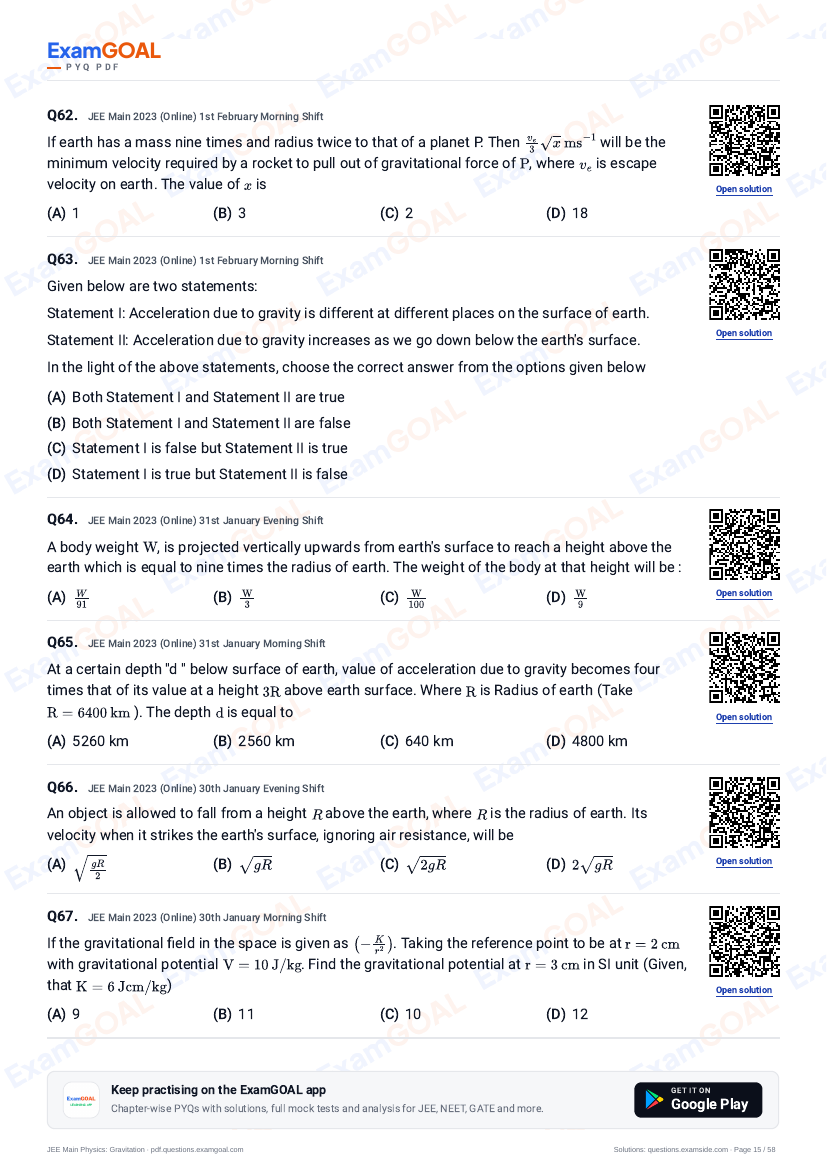 ExamGOAL
PYQ PDF
Q62. JEE Main 2023 (Online) 1st February Morning Shift
If earth has a mass nine times and radius twice to that of a planet P. Then $\frac{v_e}{3}\sqrt{x}\,\mathrm{ms}^{-1}$ will be the
minimum velocity required by a rocket to pull out of gravitational force of P, where $v_e$ is escape
velocity on earth. The value of $x$ is
(A) 1 (B) 3 (C) 2 (D) 18
Open solution
Q63. JEE Main 2023 (Online) 1st February Morning Shift
Given below are two statements:
Statement I: Acceleration due to gravity is different at different places on the surface of earth.
Statement II: Acceleration due to gravity increases as we go down below the earth's surface.
In the light of the above statements, choose the correct answer from the options given below
(A) Both Statement I and Statement II are true
(B) Both Statement I and Statement II are false
(C) Statement I is false but Statement II is true
(D) Statement I is true but Statement II is false
Open solution
Q64. JEE Main 2023 (Online) 31st January Evening Shift
A body weight W, is projected vertically upwards from earth's surface to reach a height above the
earth which is equal to nine times the radius of earth. The weight of the body at that height will be :
(A) $\frac{W}{91}$ (B) $\frac{\mathrm{W}}{3}$ (C) $\frac{\mathrm{W}}{100}$ (D) $\frac{\mathrm{W}}{9}$
Open solution
Q65. JEE Main 2023 (Online) 31st January Morning Shift
At a certain depth "d " below surface of earth, value of acceleration due to gravity becomes four
times that of its value at a height 3R above earth surface. Where R is Radius of earth (Take
R = 6400 km ). The depth d is equal to
(A) 5260 km (B) 2560 km (C) 640 km (D) 4800 km
Open solution
Q66. JEE Main 2023 (Online) 30th January Evening Shift
An object is allowed to fall from a height $R$ above the earth, where $R$ is the radius of earth. Its
velocity when it strikes the earth's surface, ignoring air resistance, will be
(A) $\sqrt{\frac{gR}{2}}$ (B) $\sqrt{gR}$ (C) $\sqrt{2gR}$ (D) $2\sqrt{gR}$
Open solution
Q67. JEE Main 2023 (Online) 30th January Morning Shift
If the gravitational field in the space is given as $\left(-\frac{K}{r^2}\right)$. Taking the reference point to be at r = 2 cm
with gravitational potential V = 10 J/kg. Find the gravitational potential at r = 3 cm in SI unit (Given,
that K = 6 Jcm/kg)
(A) 9 (B) 11 (C) 10 (D) 12
Open solution
Keep practising on the ExamGOAL app
Chapter-wise PYQs with solutions, full mock tests and analysis for JEE, NEET, GATE and more.
ExamGOAL
GET IT ON
Google Play
JEE Main Physics: Gravitation · pdf.questions.examgoal.com
Solutions: questions.examside.com · Page 15 / 58